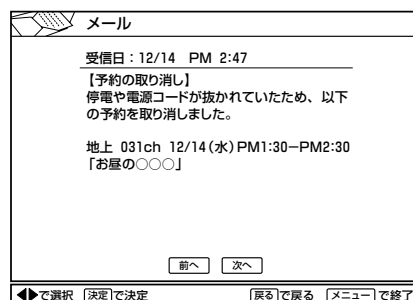 メール
受信日：12/14 PM 2:47
【予約の取り消し】
停電や電源コードが抜かれていたため、以下
の予約を取り消しました。
地上 031ch 12/14(水)PM1:30−PM2:30
「お昼の○○○」
前へ 次へ
◀▶で選択 決定で決定 戻るで戻る メニューで終了